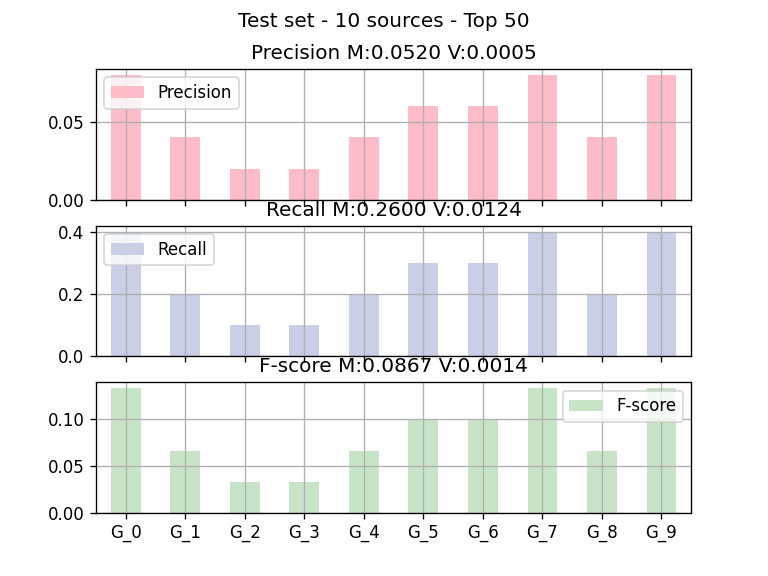 Test set - 10 sources - Top 50
Precision M:0.0520 V:0.0005
Precision
0.05
0.00
Recall M:0.2600 V:0.0124
Recall
0.4
0.2
0.0
F-score M:0.0867 V:0.0014
F-score
0.10
0.05
0.00
G_0 G_1 G_2 G_3 G_4 G_5 G_6 G_7 G_8 G_9